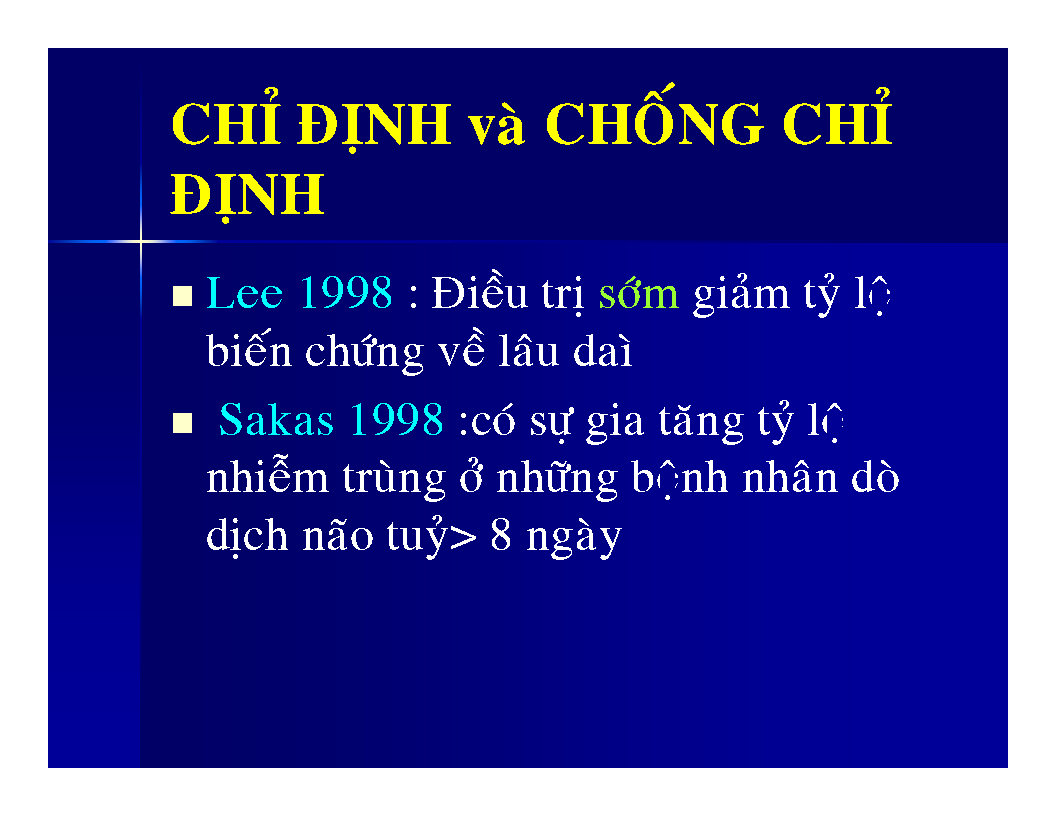 CHỈ ĐỊNH và CHỐNG CHỈ
ĐỊNH
Lee 1998 : Điều trị sớm giảm tỷ lệ
biến chứng về lâu daì
Sakas 1998 :có sự gia tăng tỷ lệ
nhiễm trùng ở những bệnh nhân dò
dịch não tuỷ> 8 ngày